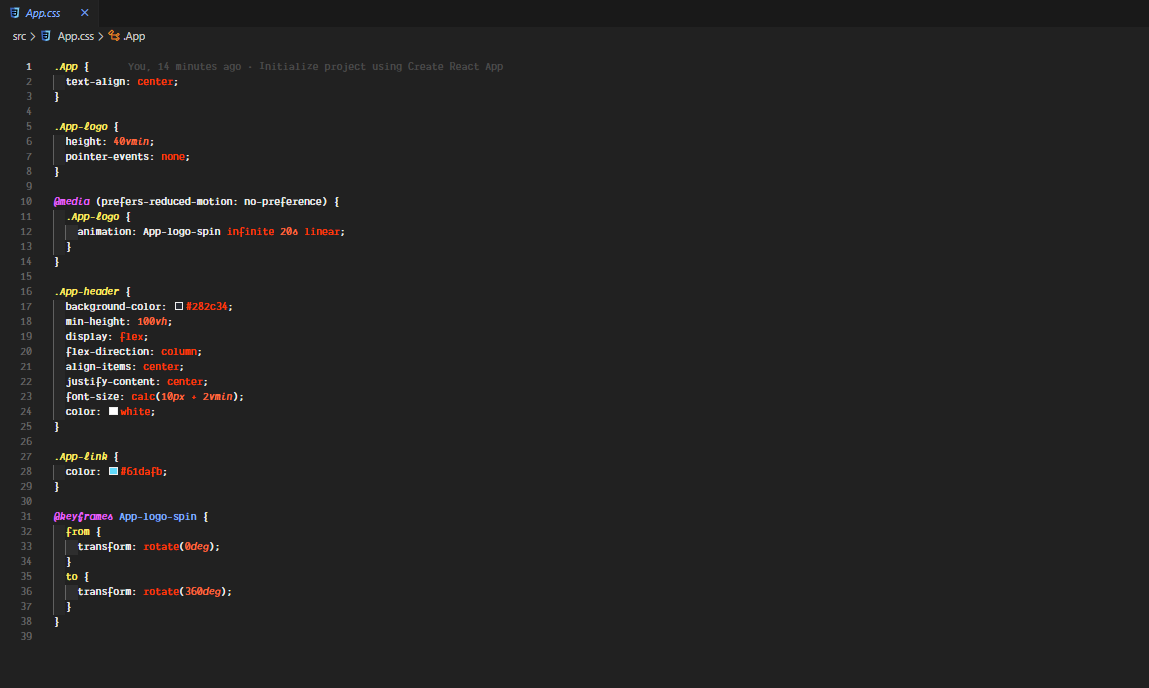 App.css
src > App.css > .App
1 .App { You, 14 minutes ago · Initialize project using Create React App
2 text-align: center;
3 }
4
5 .App-logo {
6 height: 40vmin;
7 pointer-events: none;
8 }
9
10 @media (prefers-reduced-motion: no-preference) {
11 .App-logo {
12 animation: App-logo-spin infinite 20s linear;
13 }
14 }
15
16 .App-header {
17 background-color: #282c34;
18 min-height: 100vh;
19 display: flex;
20 flex-direction: column;
21 align-items: center;
22 justify-content: center;
23 font-size: calc(10px + 2vmin);
24 color: white;
25 }
26
27 .App-link {
28 color: #61dafb;
29 }
30
31 @keyframes App-logo-spin {
32 from {
33 transform: rotate(0deg);
34 }
35 to {
36 transform: rotate(360deg);
37 }
38 }
39